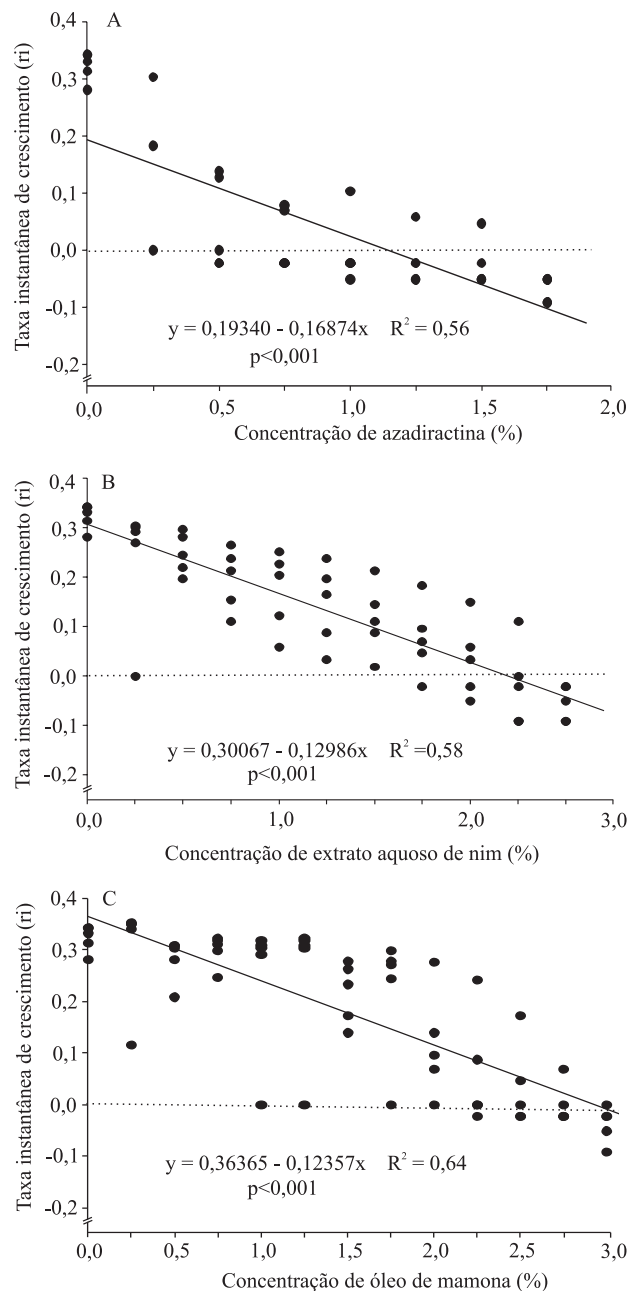 A
Taxa instantânea de crescimento (ri)
0,4
0,3
0,2
0,1
0,0
-0,1
-0,2
y = 0,19340 - 0,16874x R² = 0,56
p<0,001
0,0 0,5 1,0 1,5 2,0
Concentração de azadiractina (%)
B
Taxa instantânea de crescimento (ri)
0,4
0,3
0,2
0,1
0,0
-0,1
-0,2
y = 0,30067 - 0,12986x R² =0,58
p<0,001
0,0 1,0 2,0 3,0
Concentração de extrato aquoso de nim (%)
C
Taxa instantânea de crescimento (ri)
0,4
0,3
0,2
0,1
0,0
-0,1
-0,2
y = 0,36365 - 0,12357x R² = 0,64
p<0,001
0,0 0,5 1,0 1,5 2,0 2,5 3,0
Concentração de óleo de mamona (%)